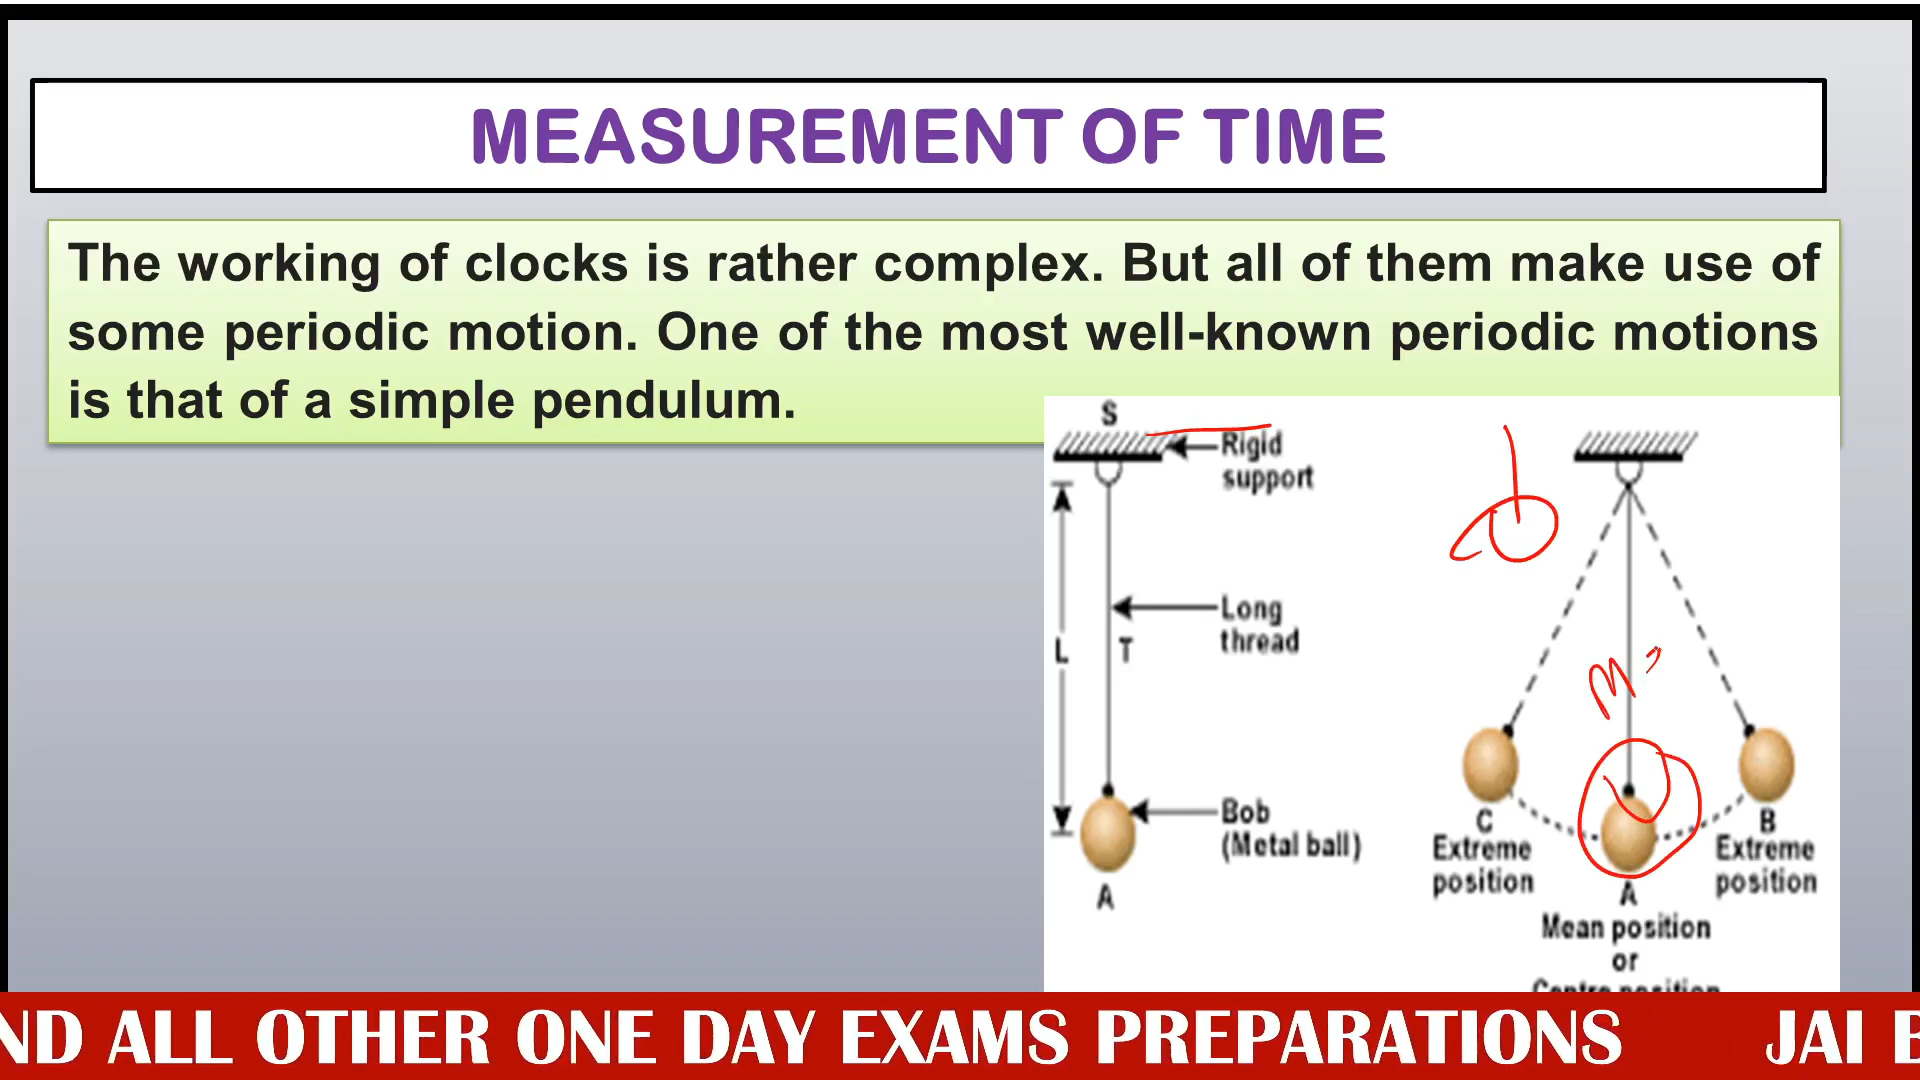 MEASUREMENT OF TIME
The working of clocks is rather complex. But all of them make use of
some periodic motion. One of the most well-known periodic motions
is that of a simple pendulum.
S
Rigid
support
Long
thread
L
T
Bob
(Metal ball)
A
M
C
Extreme
position
B
Extreme
position
A
Mean position
or
Centre position
ND ALL OTHER ONE DAY EXAMS PREPARATIONS JAI B